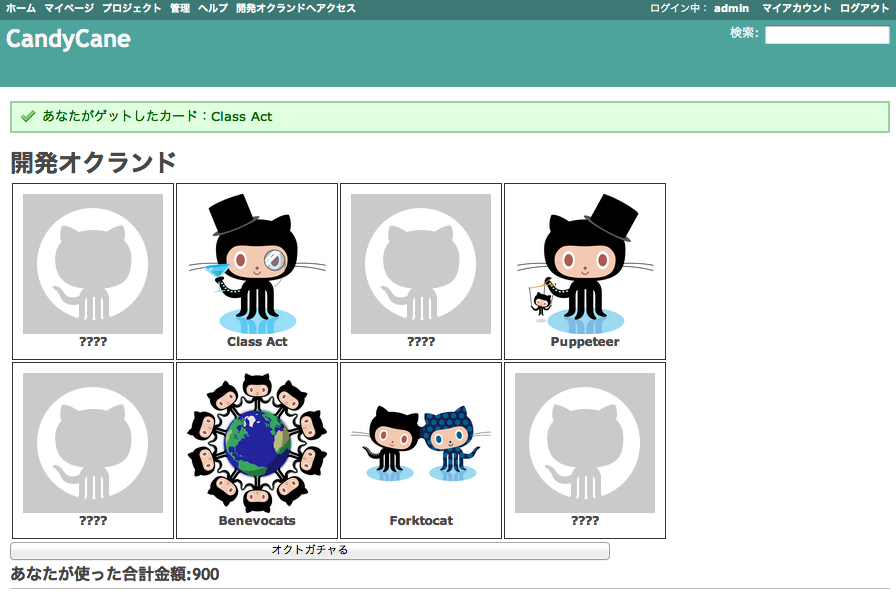 ホーム マイページ プロジェクト 管理 ヘルプ 開発オクランドへアクセス ログイン中： admin マイアカウント ログアウト
CandyCane 検索:
あなたがゲットしたカード：Class Act
開発オクランド
???? Class Act ???? Puppeteer
???? Benevocats Forktocat ????
オクトガチャる
あなたが使った合計金額:900